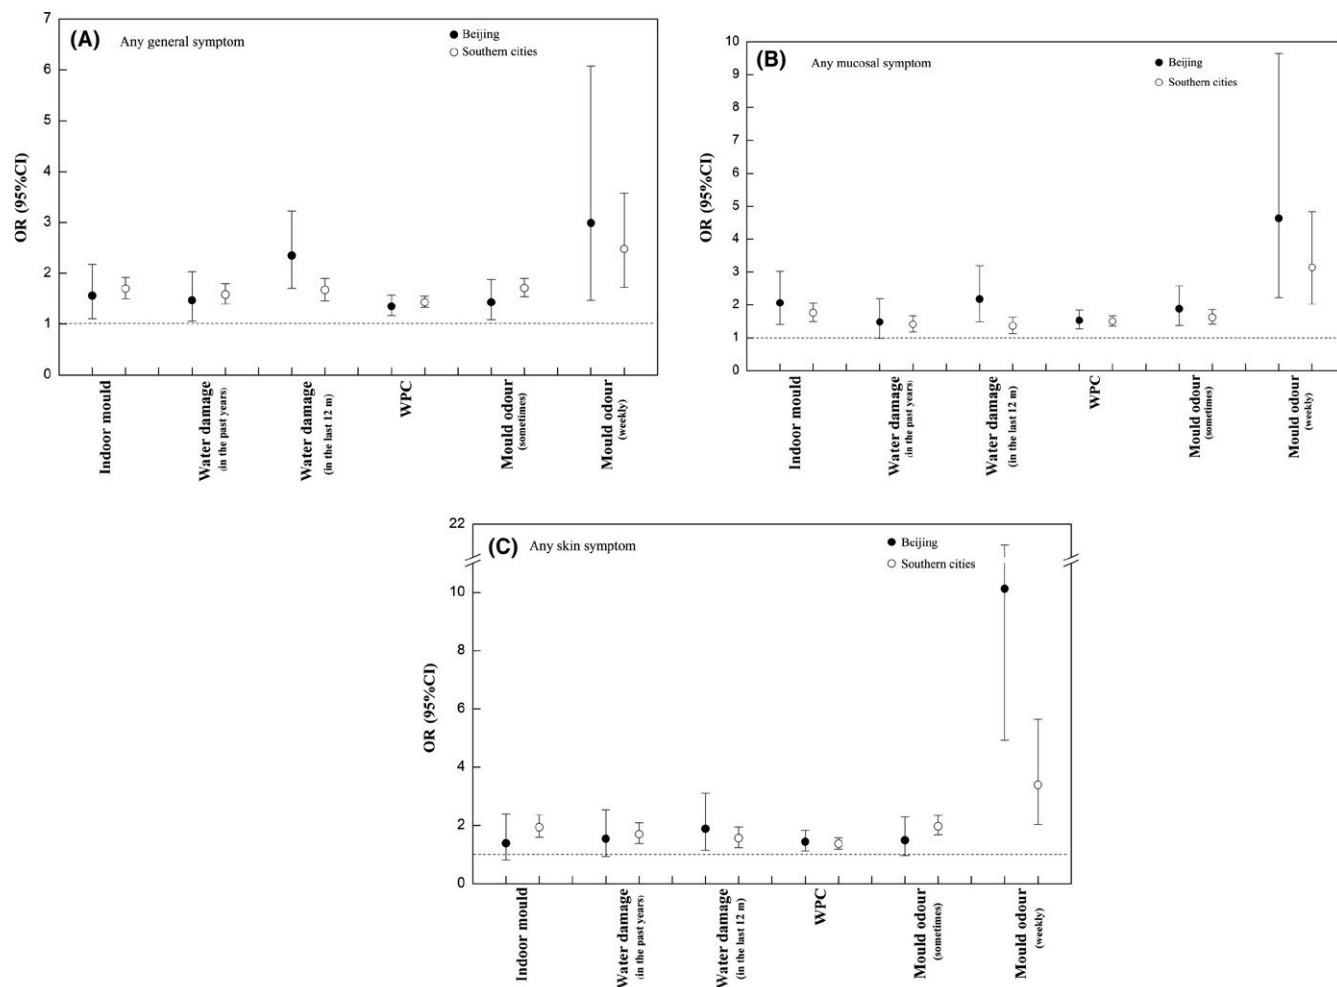 (A) Any general symptom
Beijing
Southern cities
OR (95%CI)
7
6
5
4
3
2
1
0
Indoor mould
Water damage
(in the past years)
Water damage
(in the last 12 m)
WPC
Mould odour
(sometimes)
Mould odour
(weekly)
(B) Any mucosal symptom
Beijing
Southern cities
OR (95%CI)
10
9
8
7
6
5
4
3
2
1
0
Indoor mould
Water damage
(in the past years)
Water damage
(in the last 12 m)
WPC
Mould odour
(sometimes)
Mould odour
(weekly)
(C) Any skin symptom
Beijing
Southern cities
OR (95%CI)
22
10
8
6
4
2
0
Indoor mould
Water damage
(in the past years)
Water damage
(in the last 12 m)
WPC
Mould odour
(sometimes)
Mould odour
(weekly)